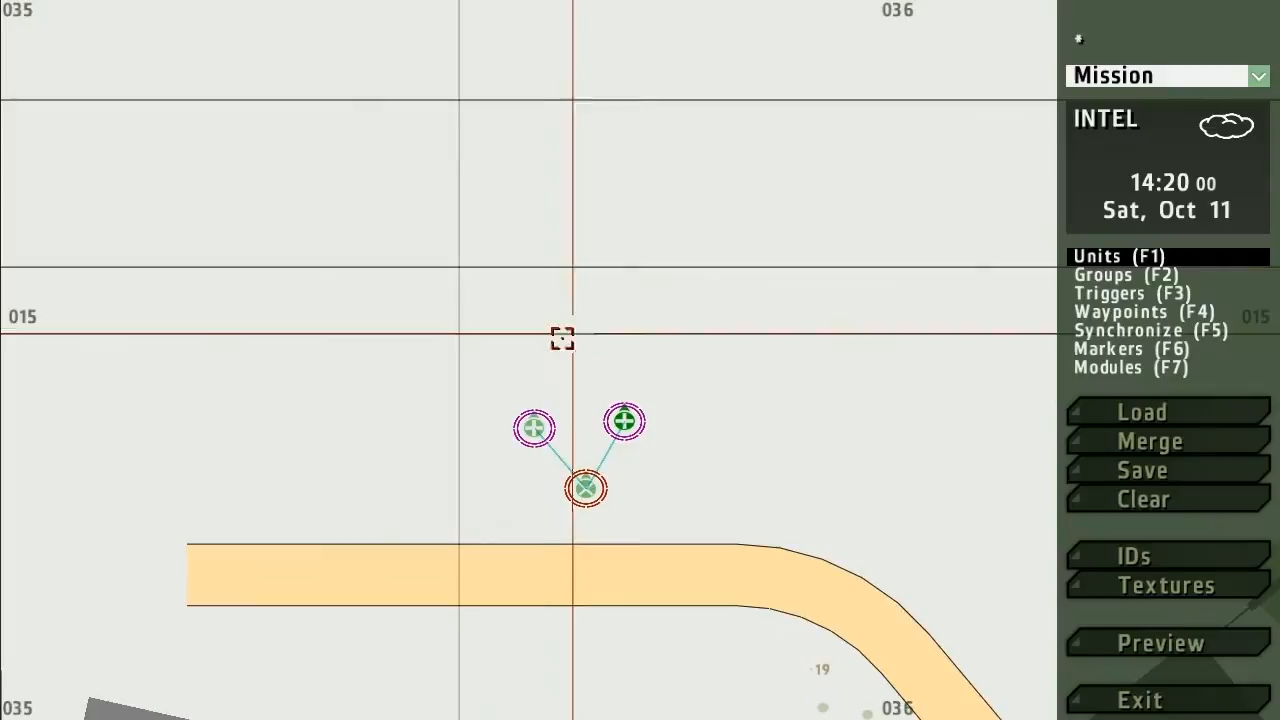 035
036
*
Mission
INTEL
14:20 00
Sat, Oct 11
Units (F1)
Groups (F2)
Triggers (F3)
015
Waypoints (F4)
015
Synchronize (F5)
Markers (F6)
Modules (F7)
Load
Merge
Save
Clear
IDs
Textures
Preview
19
035
036
Exit